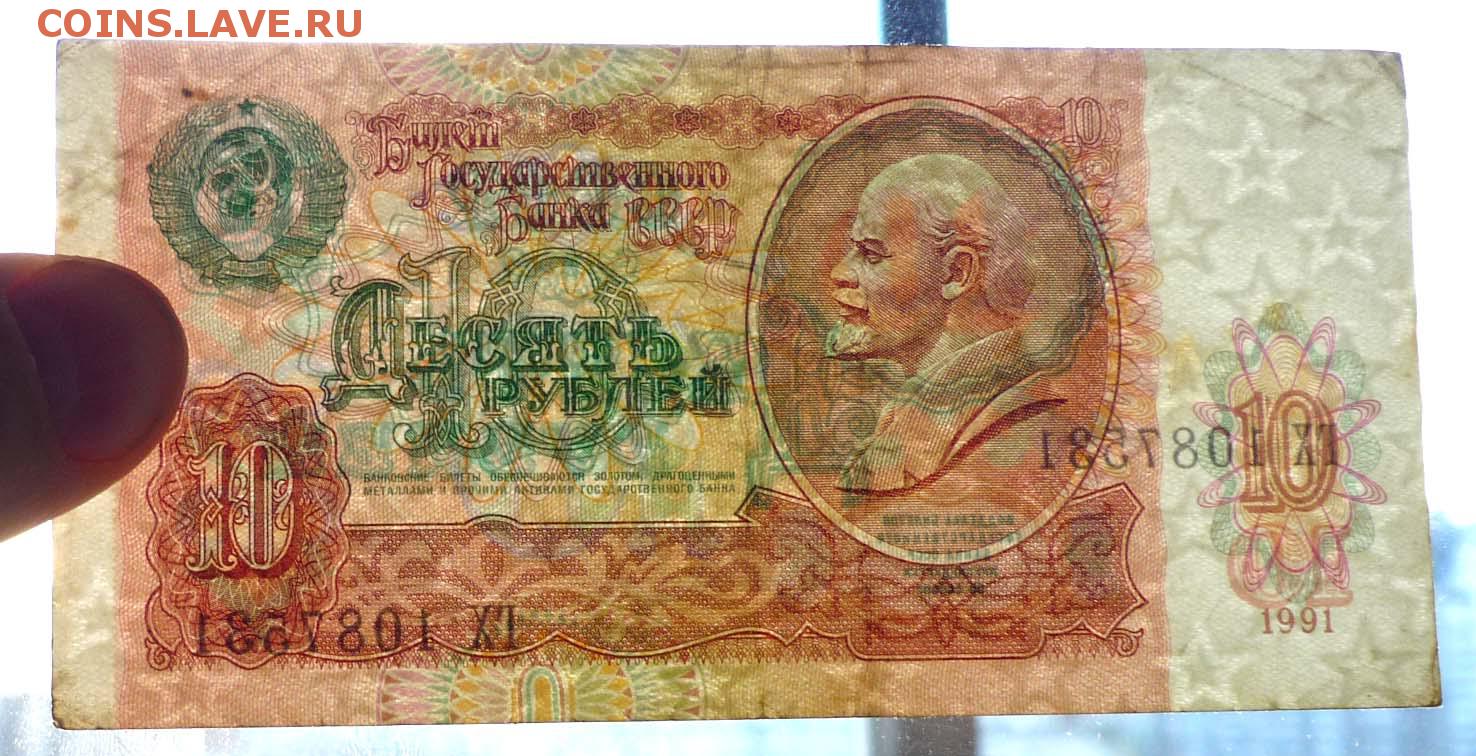 COINS.LAVE.RU
Билет
Государственного
Банка СССР
10
Десять
рублей
10
БАНКОВСКИЕ БИЛЕТЫ ОБЕСПЕЧИВАЮТСЯ ЗОЛОТОМ, ДРАГОЦЕННЫМИ
МЕТАЛЛАМИ И ПРОЧИМИ АКТИВАМИ ГОСУДАРСТВЕННОГО БАНКА
10
10
1991